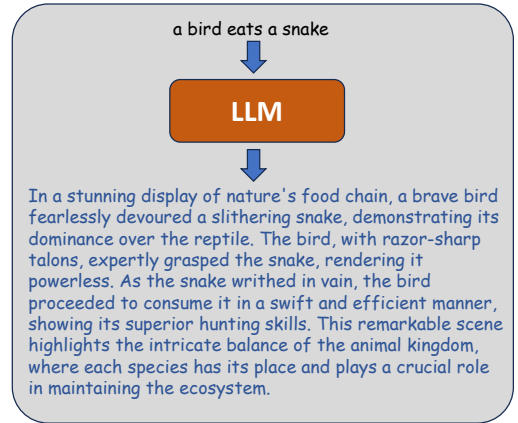 a bird eats a snake
LLM
In a stunning display of nature's food chain, a brave bird
fearlessly devoured a slithering snake, demonstrating its
dominance over the reptile. The bird, with razor-sharp
talons, expertly grasped the snake, rendering it
powerless. As the snake writhed in vain, the bird
proceeded to consume it in a swift and efficient manner,
showing its superior hunting skills. This remarkable scene
highlights the intricate balance of the animal kingdom,
where each species has its place and plays a crucial role
in maintaining the ecosystem.